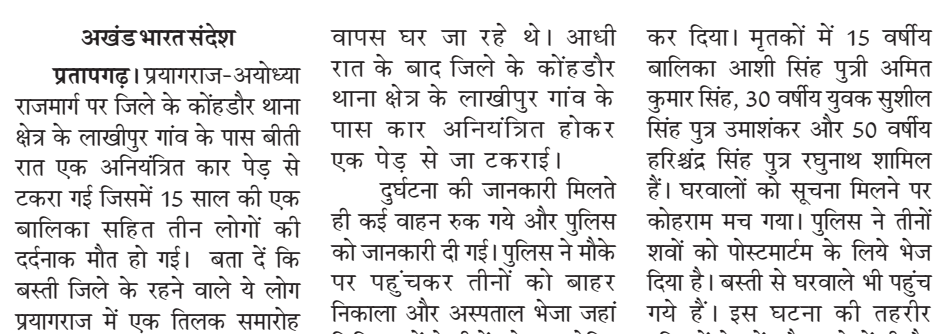 अखंड भारत संदेश
प्रतापगढ़। प्रयागराज-अयोध्या
राजमार्ग पर जिले के कोंहडौर थाना
क्षेत्र के लाखीपुर गांव के पास बीती
रात एक अनियंत्रित कार पेड़ से
टकरा गई जिसमें 15 साल की एक
बालिका सहित तीन लोगों की
दर्दनाक मौत हो गई। बता दें कि
बस्ती जिले के रहने वाले ये लोग
प्रयागराज में एक तिलक समारोह
वापस घर जा रहे थे। आधी
रात के बाद जिले के कोंहडौर
थाना क्षेत्र के लाखीपुर गांव के
पास कार अनियंत्रित होकर
एक पेड़ से जा टकराई।
दुर्घटना की जानकारी मिलते
ही कई वाहन रुक गये और पुलिस
को जानकारी दी गई। पुलिस ने मौके
पर पहुंचकर तीनों को बाहर
निकाला और अस्पताल भेजा जहां
कर दिया। मृतकों में 15 वर्षीय
बालिका आशी सिंह पुत्री अमित
कुमार सिंह, 30 वर्षीय युवक सुशील
सिंह पुत्र उमाशंकर और 50 वर्षीय
हरिश्चंद्र सिंह पुत्र रघुनाथ शामिल
हैं। घरवालों को सूचना मिलने पर
कोहराम मच गया। पुलिस ने तीनों
शवों को पोस्टमार्टम के लिये भेज
दिया है। बस्ती से घरवाले भी पहुंच
गये हैं। इस घटना की तहरीर